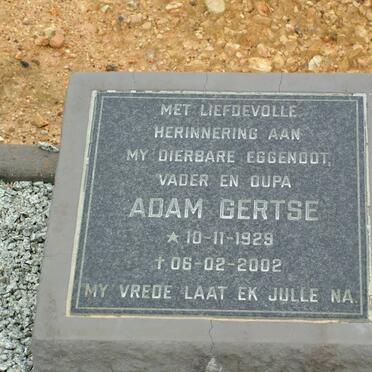 MET LIEFDEVOLLE
HERINNERING AAN
MY DIERBARE EGGENOOT,
VADER EN OUPA
ADAM GERTSE
★ 10-11-1929
† 06-02-2002
MY VREDE LAAT EK JULLE NA.